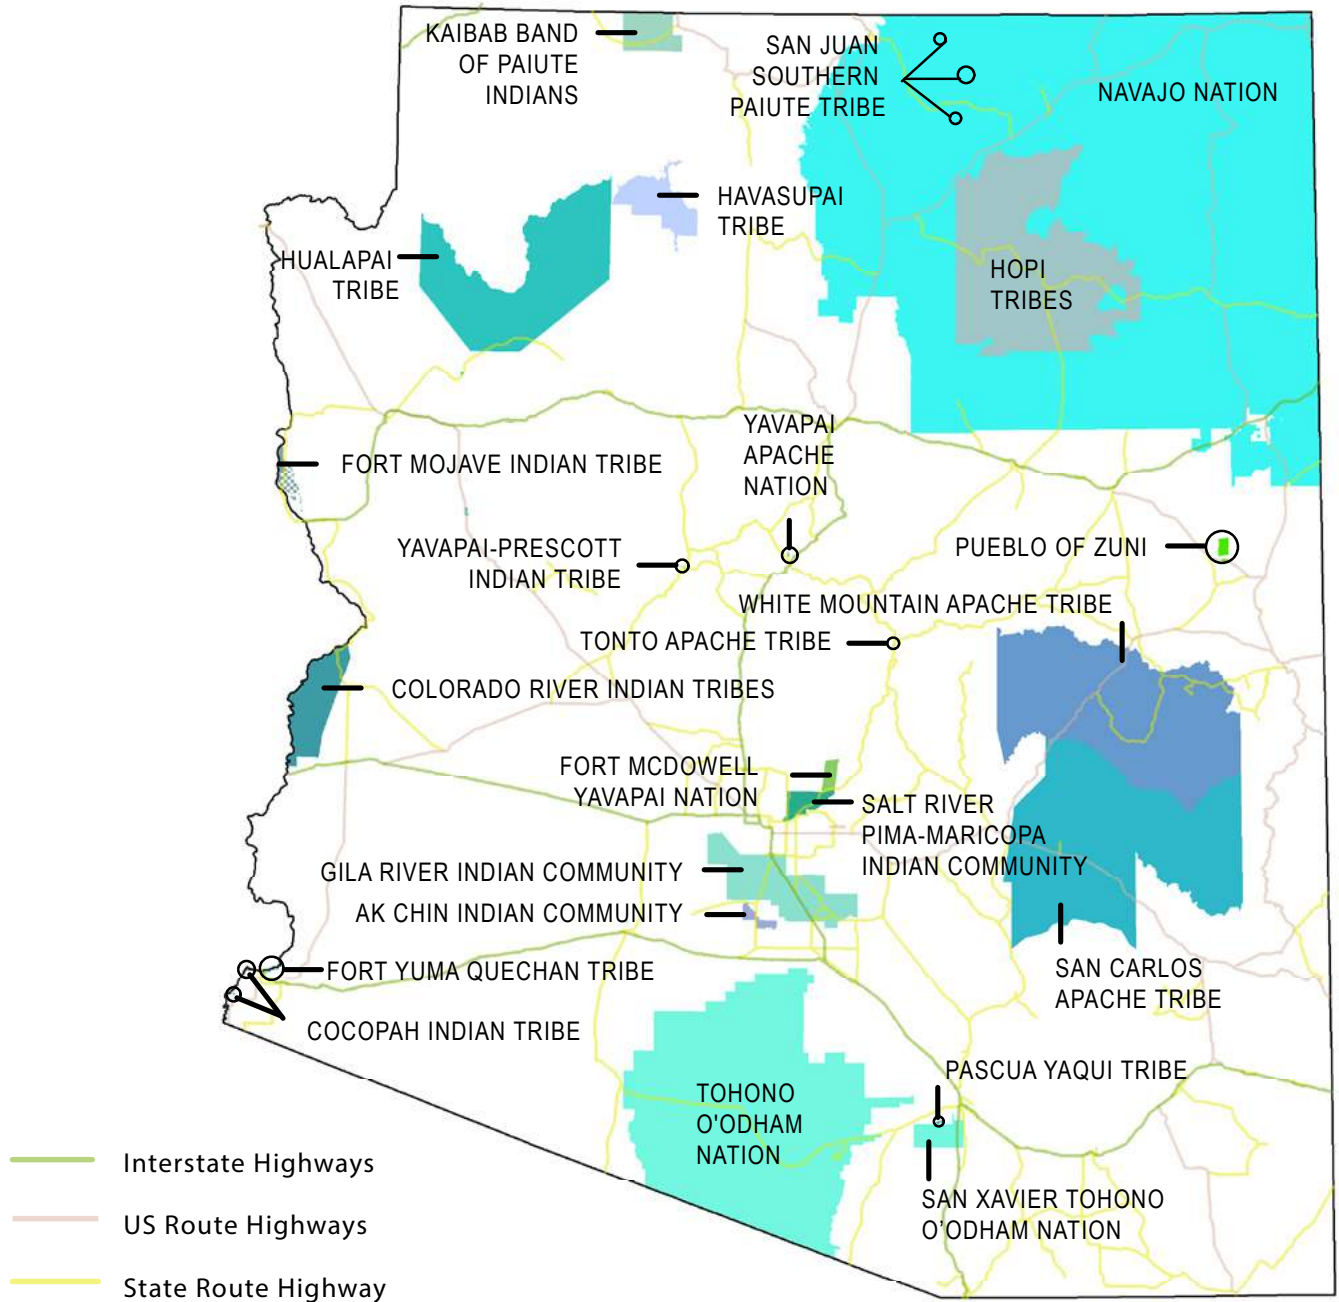 KAIBAB BAND
OF PAIUTE
INDIANS
SAN JUAN
SOUTHERN
PAIUTE TRIBE
NAVAJO NATION
HAVASUPAI
TRIBE
HUALAPAI
TRIBE
HOPI
TRIBES
YAVAPAI
APACHE
NATION
FORT MOJAVE INDIAN TRIBE
YAVAPAI-PRESCOTT
INDIAN TRIBE
PUEBLO OF ZUNI
WHITE MOUNTAIN APACHE TRIBE
TONTO APACHE TRIBE
COLORADO RIVER INDIAN TRIBES
FORT MCDOWELL
YAVAPAI NATION
SALT RIVER
PIMA-MARICOPA
INDIAN COMMUNITY
GILA RIVER INDIAN COMMUNITY
AK CHIN INDIAN COMMUNITY
FORT YUMA QUECHAN TRIBE
COCOPAH INDIAN TRIBE
SAN CARLOS
APACHE TRIBE
PASCUA YAQUI TRIBE
TOHONO
O'ODHAM
NATION
SAN XAVIER TOHONO
O’ODHAM NATION
Interstate Highways
US Route Highways
State Route Highway